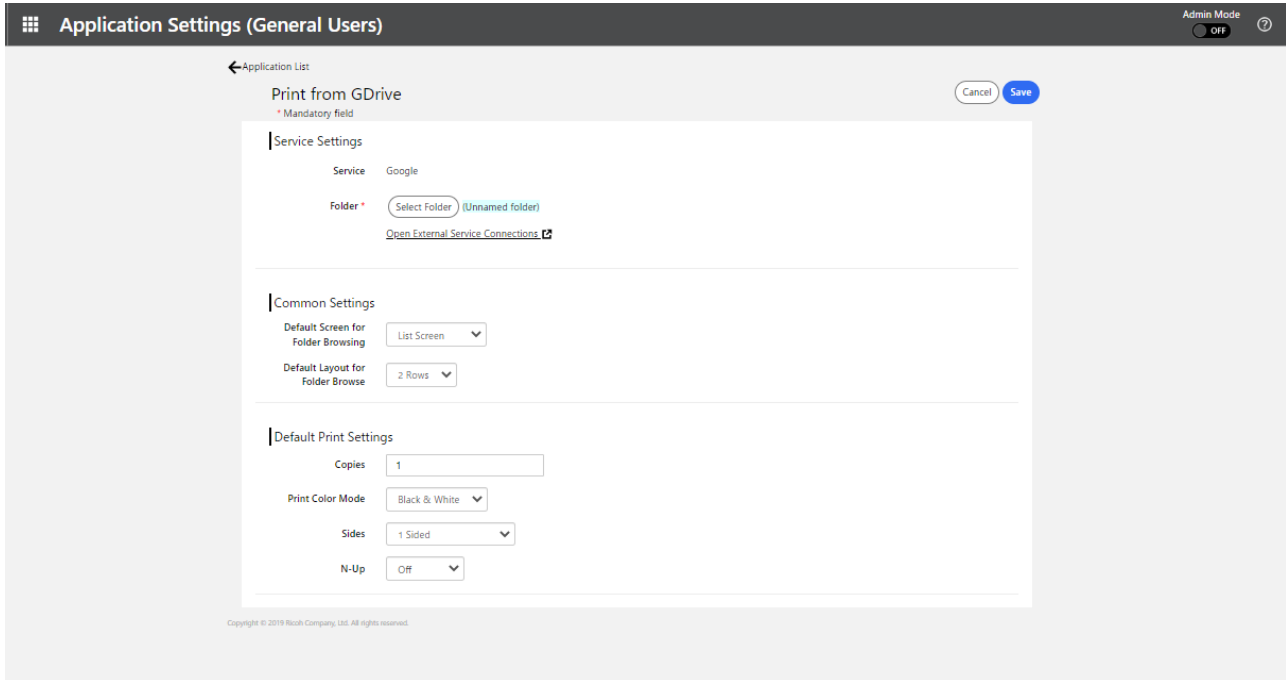 Application Settings (General Users)
Admin Mode
OFF
Application List
Print from GDrive
* Mandatory field
Cancel
Save
Service Settings
Service
Google
Folder *
Select Folder
(Unnamed folder)
Open External Service Connections
Common Settings
Default Screen for
Folder Browsing
List Screen
Default Layout for
Folder Browse
2 Rows
Default Print Settings
Copies
1
Print Color Mode
Black & White
Sides
1 Sided
N-Up
Off
Copyright © 2019 Ricoh Company, Ltd. All rights reserved.